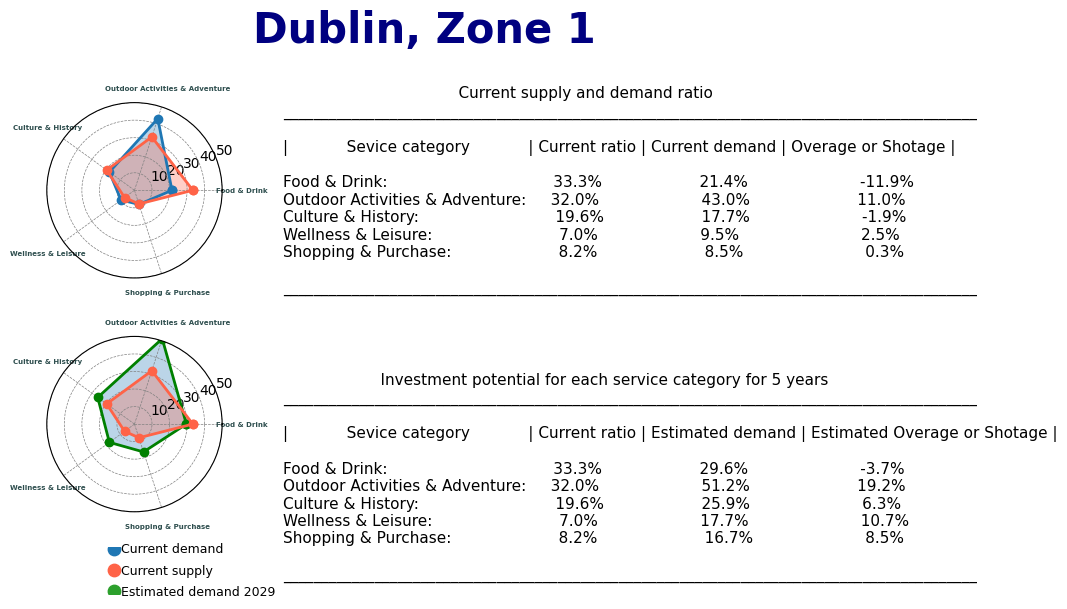 Dublin, Zone 1
Outdoor Activities & Adventure
Culture & History
50
40
30
20
10
Food & Drink
Wellness & Leisure
Shopping & Purchase
Current supply and demand ratio
| Sevice category | Current ratio | Current demand | Overage or Shotage |
Food & Drink: 33.3% 21.4% -11.9%
Outdoor Activities & Adventure: 32.0% 43.0% 11.0%
Culture & History: 19.6% 17.7% -1.9%
Wellness & Leisure: 7.0% 9.5% 2.5%
Shopping & Purchase: 8.2% 8.5% 0.3%
Outdoor Activities & Adventure
Culture & History
50
40
30
20
10
Food & Drink
Wellness & Leisure
Shopping & Purchase
Current demand
Current supply
Estimated demand 2029
Investment potential for each service category for 5 years
| Sevice category | Current ratio | Estimated demand | Estimated Overage or Shotage |
Food & Drink: 33.3% 29.6% -3.7%
Outdoor Activities & Adventure: 32.0% 51.2% 19.2%
Culture & History: 19.6% 25.9% 6.3%
Wellness & Leisure: 7.0% 17.7% 10.7%
Shopping & Purchase: 8.2% 16.7% 8.5%